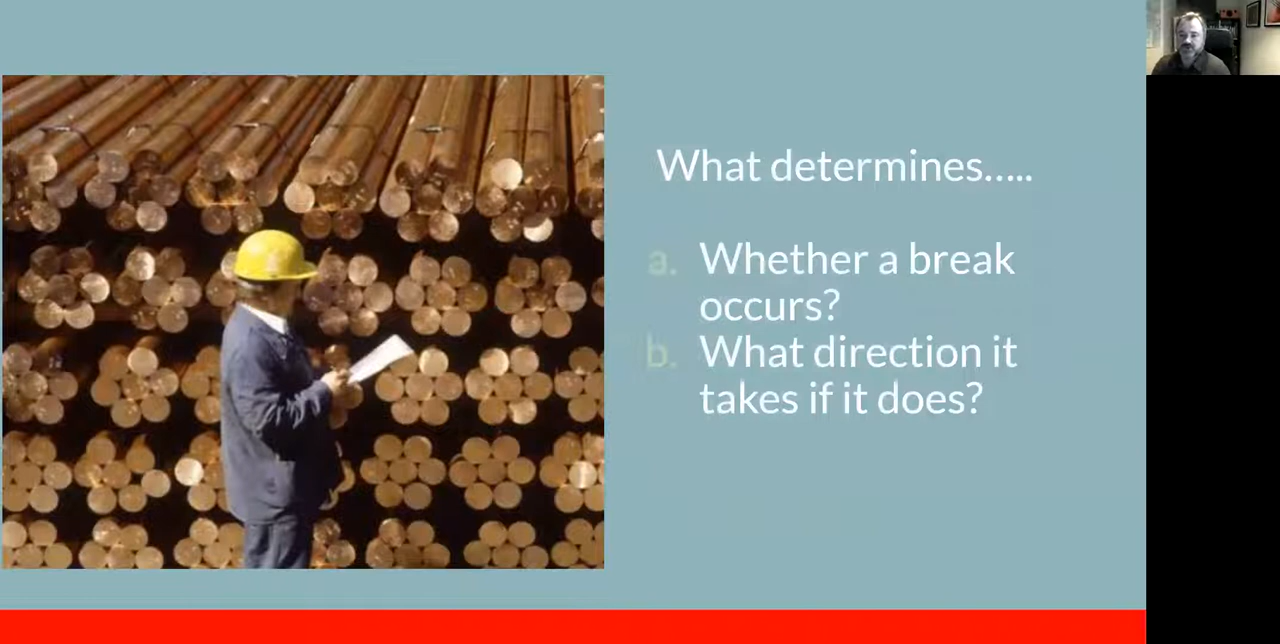 What determines.....
a. Whether a break
occurs?
b. What direction it
takes if it does?